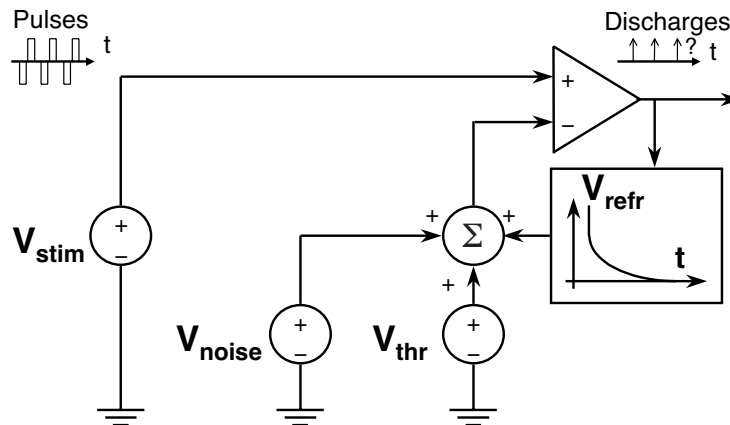 Pulses
t
Discharges
?
t
+
−
V_refr
t
+
+
Σ
V_stim
+
−
+
V_noise
+
−
V_thr
+
−